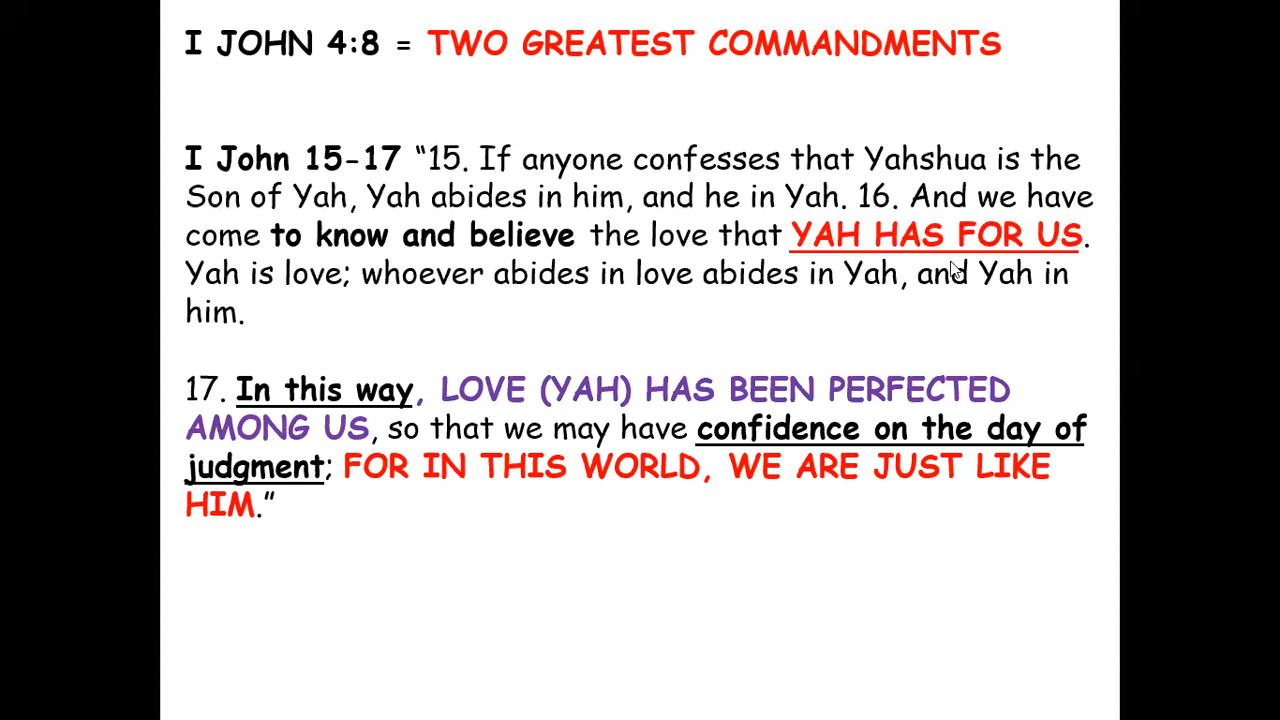 I JOHN 4:8 = TWO GREATEST COMMANDMENTS
I John 15-17 “15. If anyone confesses that Yahshua is the
Son of Yah, Yah abides in him, and he in Yah. 16. And we have
come to know and believe the love that YAH HAS FOR US.
Yah is love; whoever abides in love abides in Yah, and Yah in
him.
17. In this way, LOVE (YAH) HAS BEEN PERFECTED
AMONG US, so that we may have confidence on the day of
judgment; FOR IN THIS WORLD, WE ARE JUST LIKE
HIM.”